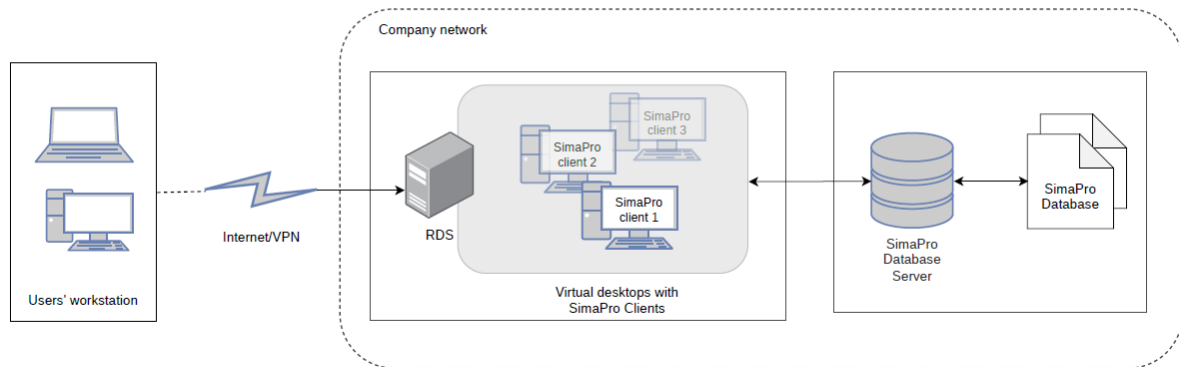 Company network
Users' workstation
Internet/VPN
RDS
SimaPro
client 3
SimaPro
client 2
SimaPro
client 1
Virtual desktops with
SimaPro Clients
SimaPro
Database
Server
SimaPro
Database